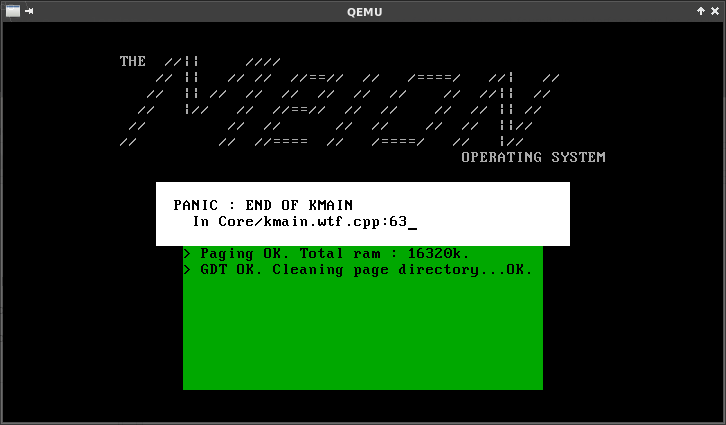 QEMU
THE
OPERATING SYSTEM
PANIC : END OF KMAIN
In Core/kmain.wtf.cpp:63_
> Paging OK. Total ram : 16320k.
> GDT OK. Cleaning page directory...OK.